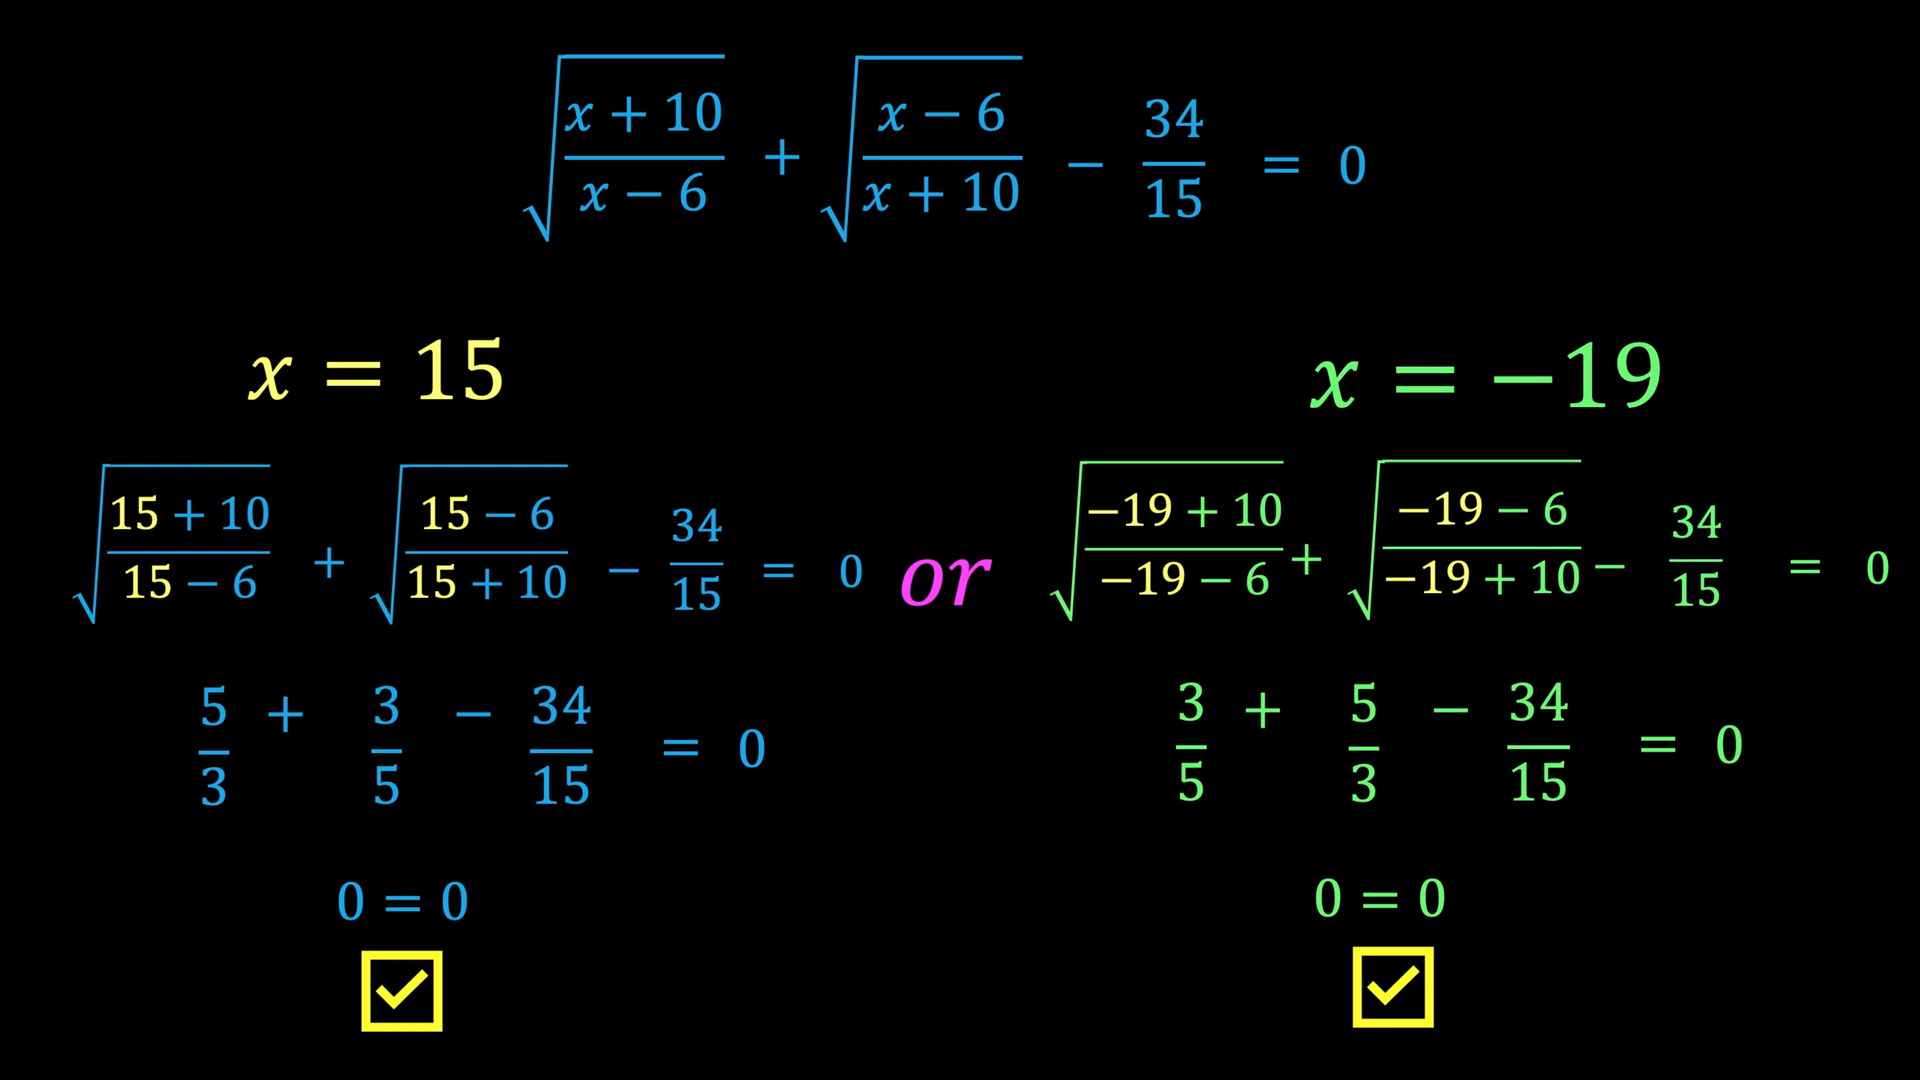 √((x + 10)/(x − 6)) + √((x − 6)/(x + 10)) − 34/15 = 0
x = 15
x = −19
√((15 + 10)/(15 − 6)) + √((15 − 6)/(15 + 10)) − 34/15 = 0
or
√((−19 + 10)/(−19 − 6)) + √((−19 − 6)/(−19 + 10)) − 34/15 = 0
5/3 + 3/5 − 34/15 = 0
3/5 + 5/3 − 34/15 = 0
0 = 0
0 = 0